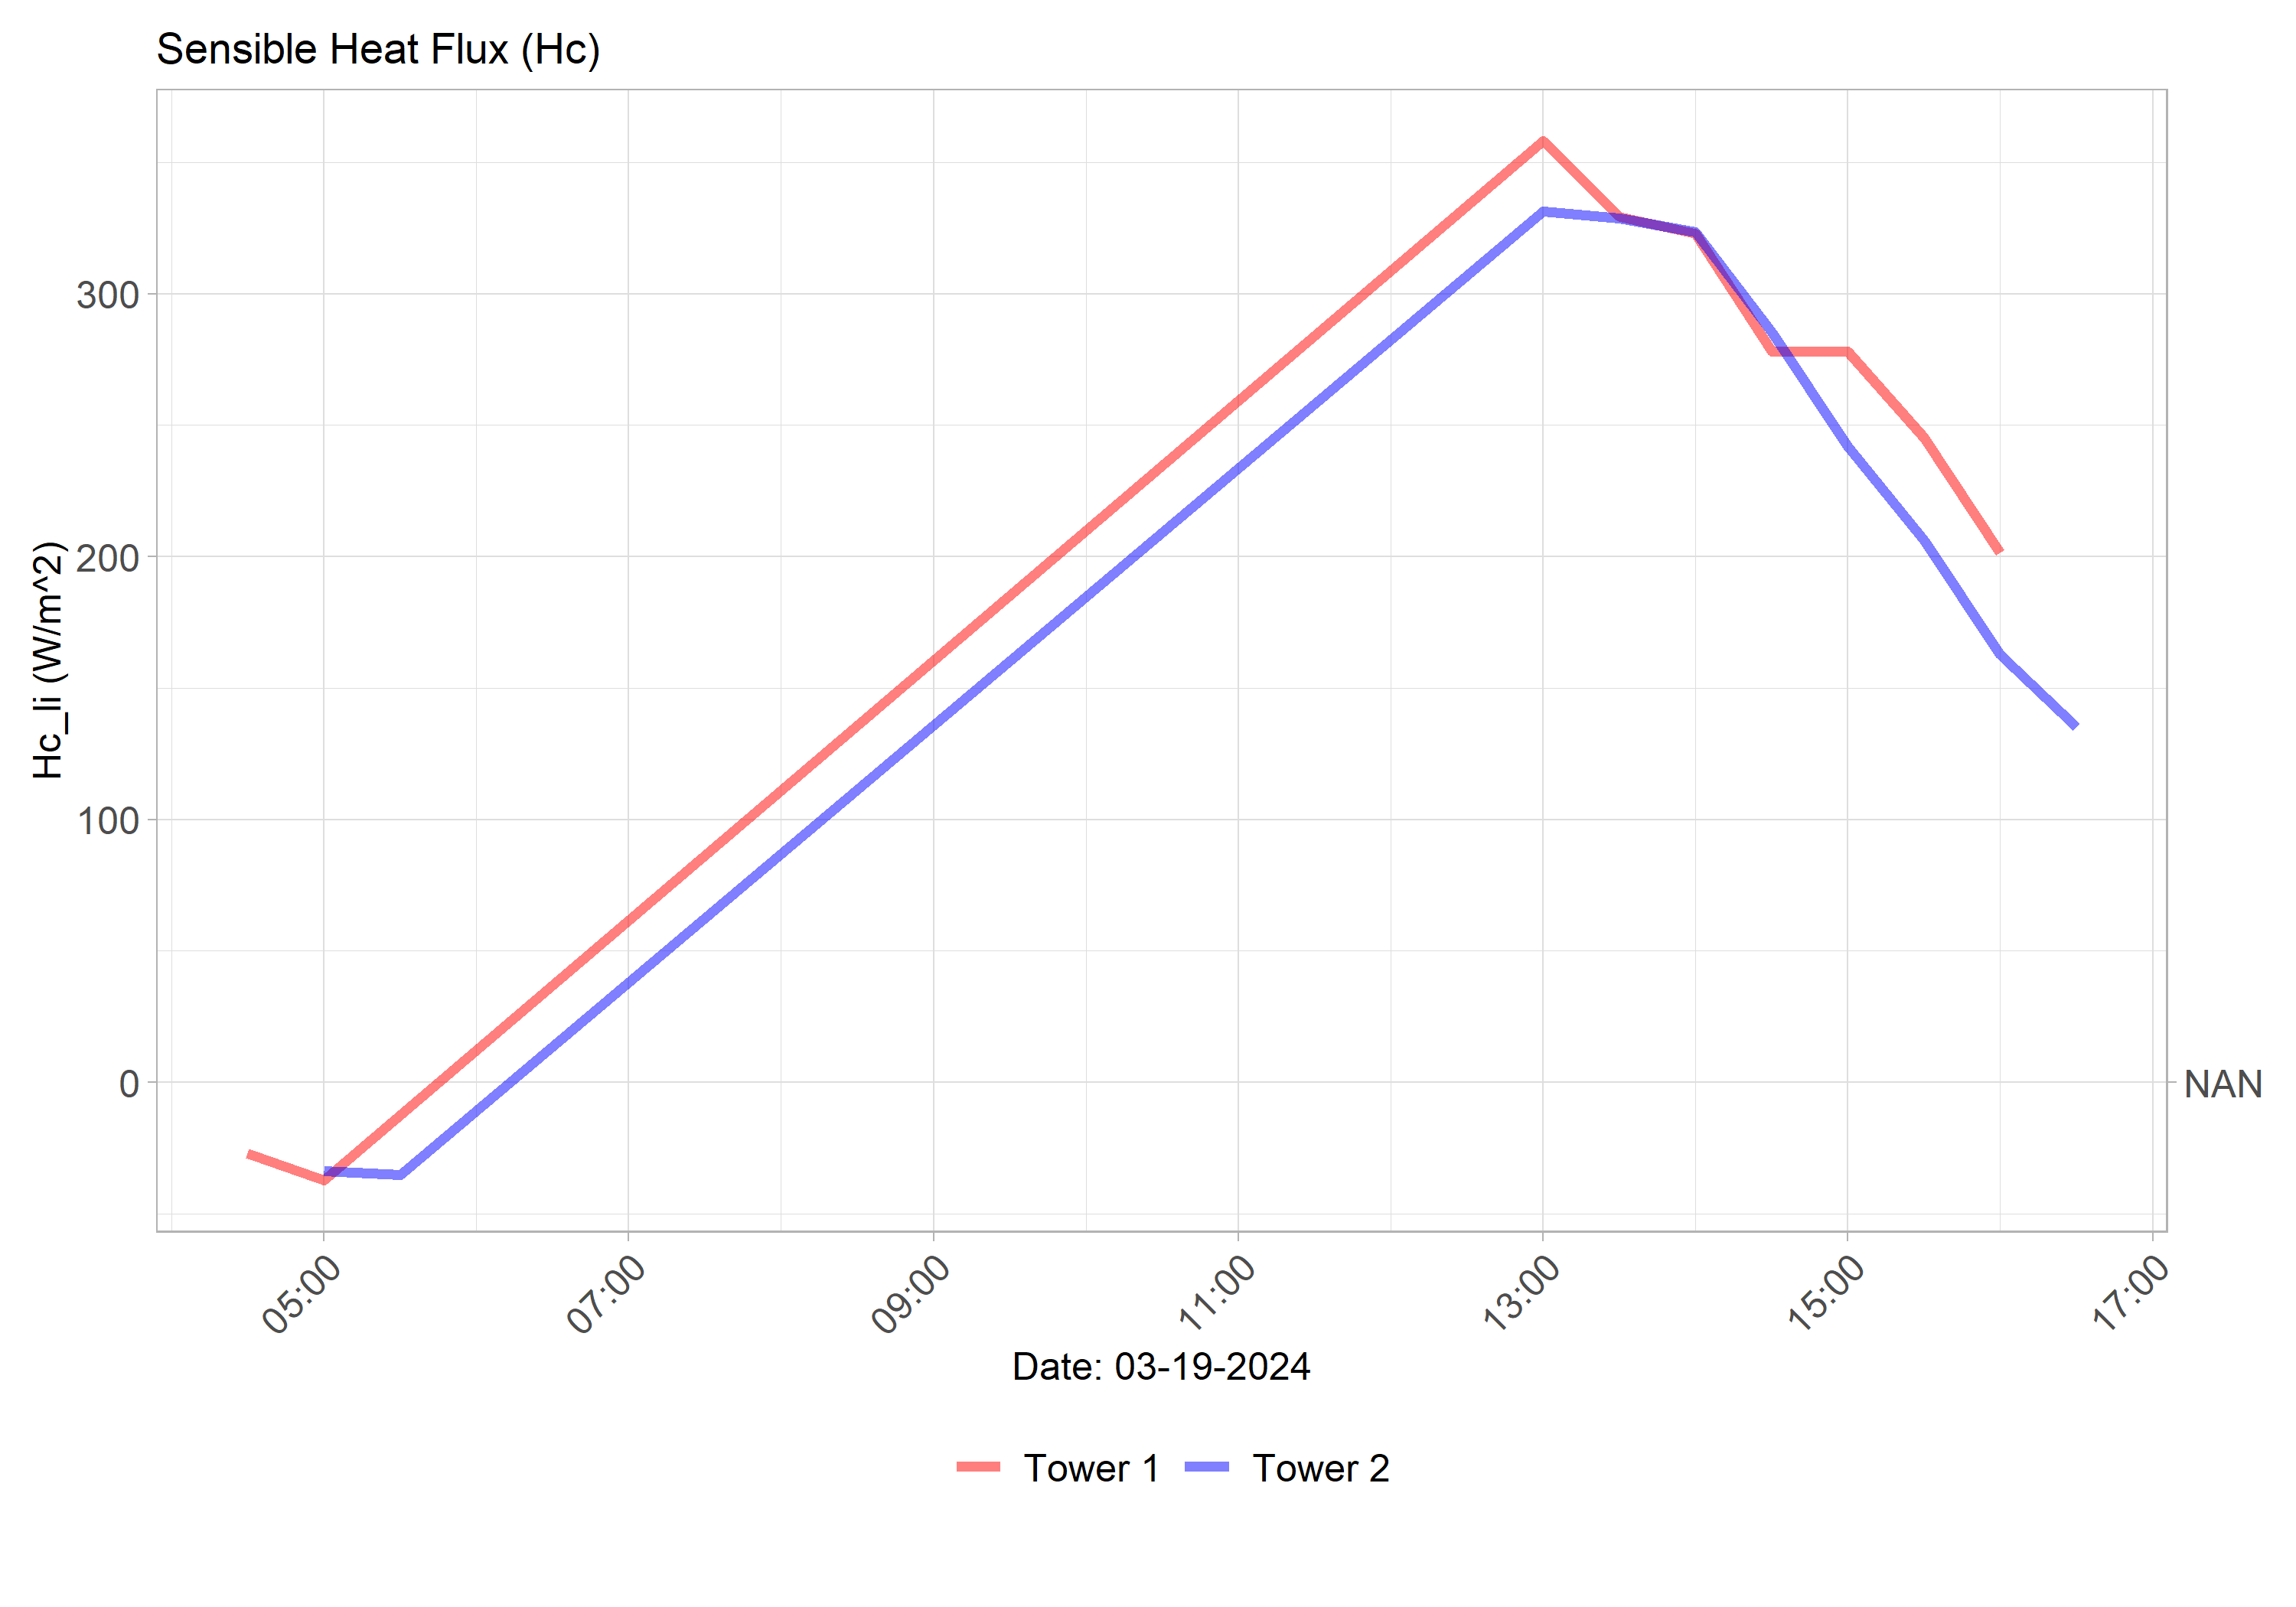 Sensible Heat Flux (Hc)
Hc_li (W/m^2)
300
200
100
0
NAN
05:00 07:00 09:00 11:00 13:00 15:00 17:00
Date: 03-19-2024
Tower 1 Tower 2